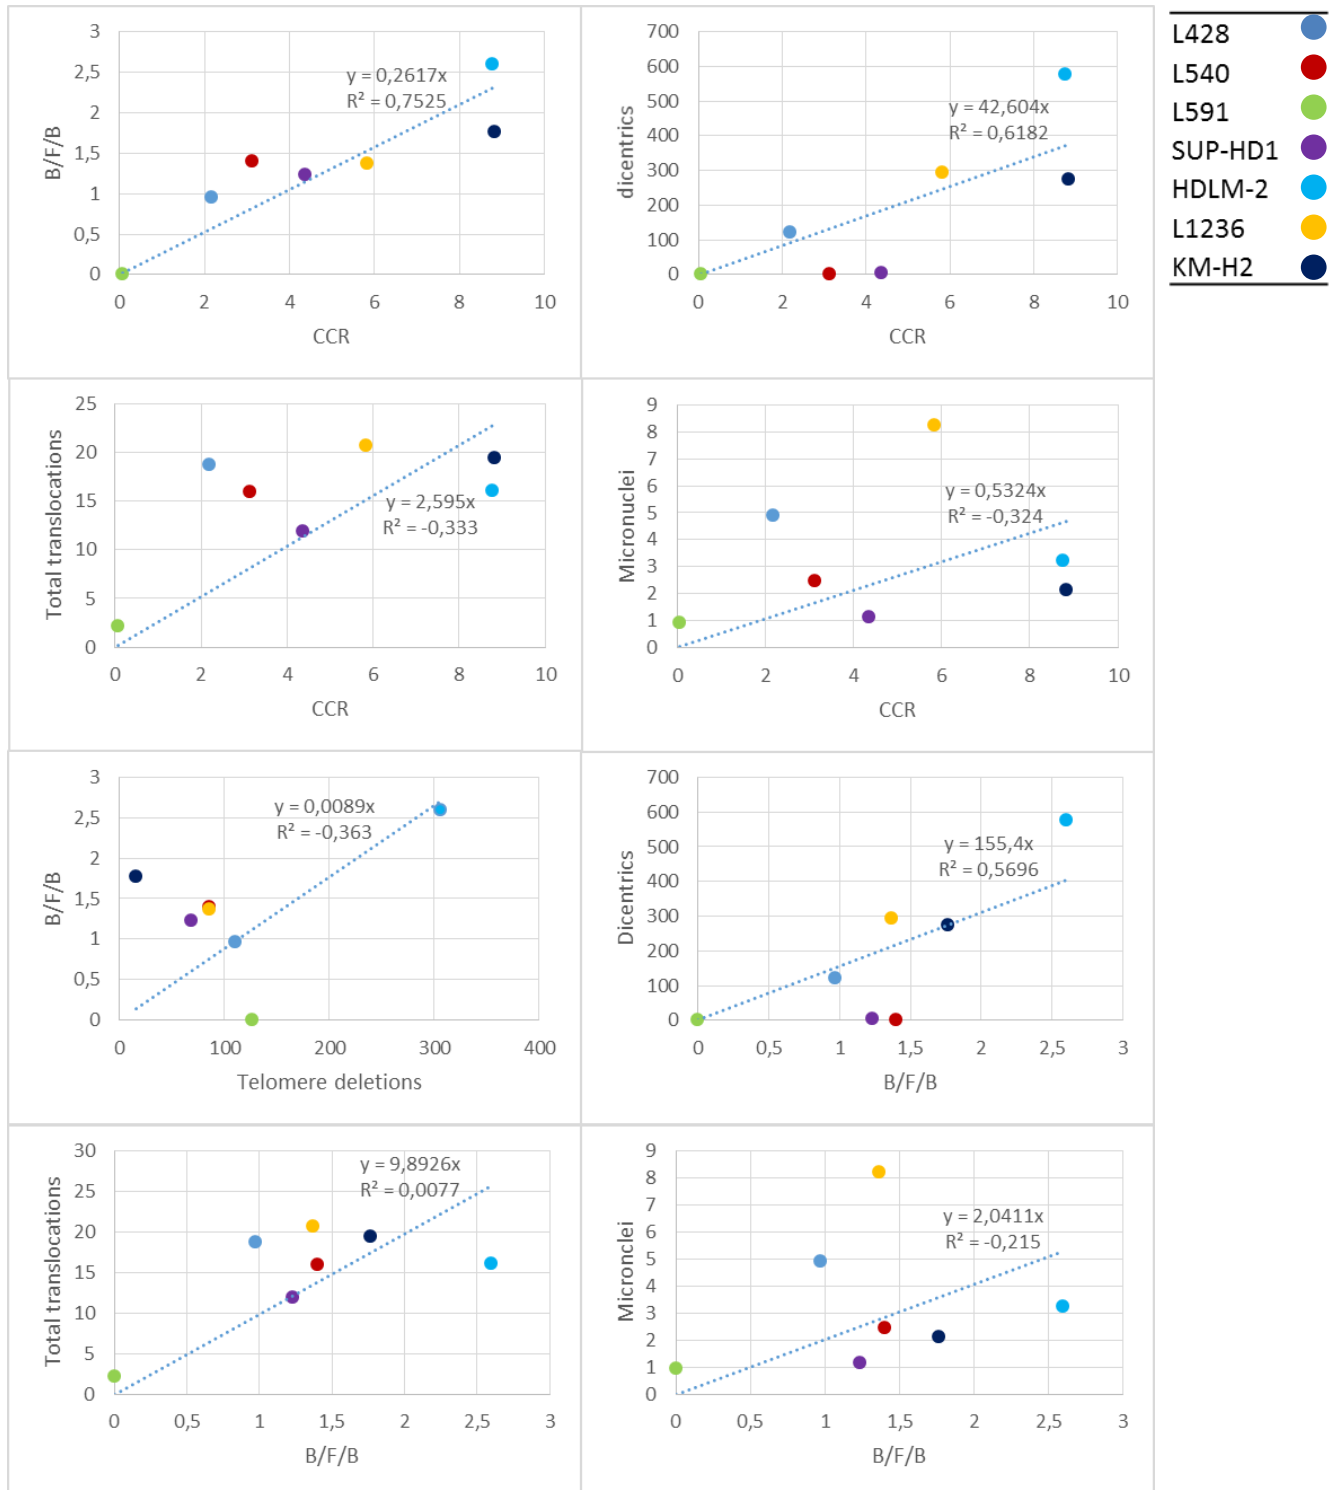 3
2,5
2
1,5
1
0,5
0
B/F/B
y = 0,2617x
R² = 0,7525
0 2 4 6 8 10
CCR
700
600
500
400
300
200
100
0
dicentrics
y = 42,604x
R² = 0,6182
0 2 4 6 8 10
CCR
L428
L540
L591
SUP-HD1
HDLM-2
L1236
KM-H2
25
20
15
10
5
0
Total translocations
y = 2,595x
R² = -0,333
0 2 4 6 8 10
CCR
9
8
7
6
5
4
3
2
1
0
Micronuclei
y = 0,5324x
R² = -0,324
0 2 4 6 8 10
CCR
3
2,5
2
1,5
1
0,5
0
B/F/B
y = 0,0089x
R² = -0,363
0 100 200 300 400
Telomere deletions
700
600
500
400
300
200
100
0
Dicentrics
y = 155,4x
R² = 0,5696
0 0,5 1 1,5 2 2,5 3
B/F/B
30
25
20
15
10
5
0
Total translocations
y = 9,8926x
R² = 0,0077
0 0,5 1 1,5 2 2,5 3
B/F/B
9
8
7
6
5
4
3
2
1
0
Micronclei
y = 2,0411x
R² = -0,215
0 0,5 1 1,5 2 2,5 3
B/F/B